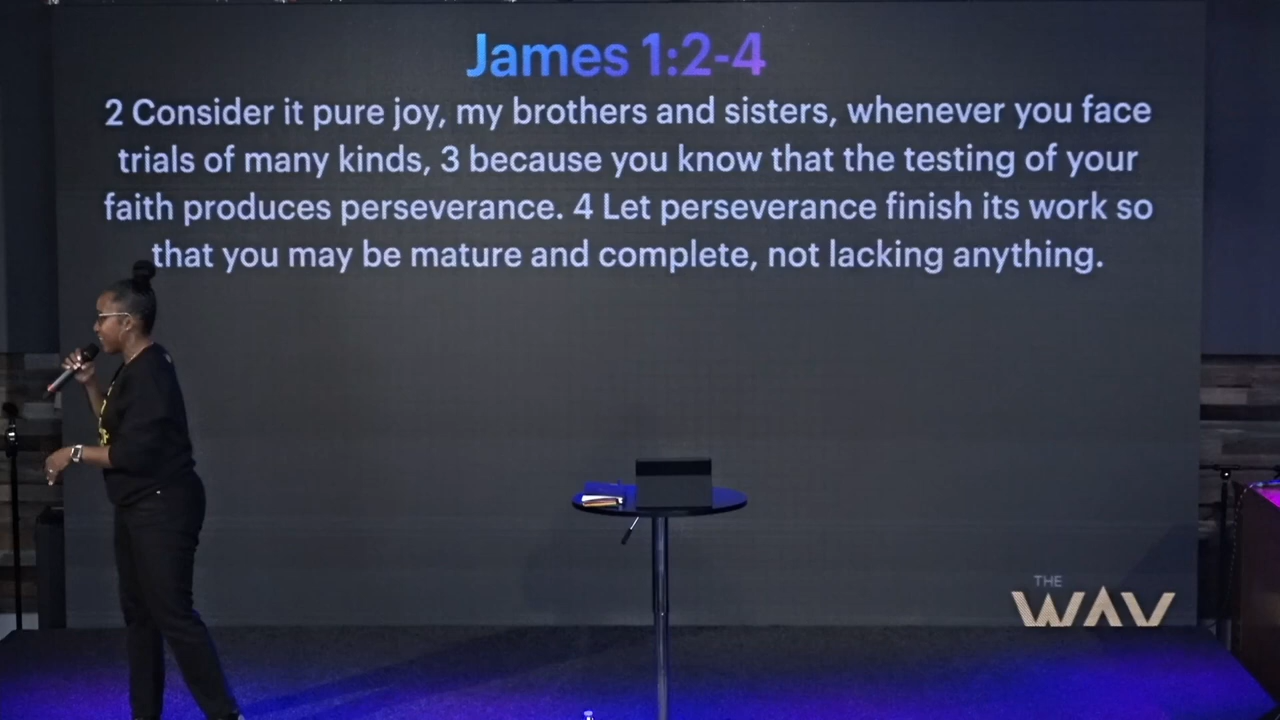 James 1:2-4
2 Consider it pure joy, my brothers and sisters, whenever you face
trials of many kinds, 3 because you know that the testing of your
faith produces perseverance. 4 Let perseverance finish its work so
that you may be mature and complete, not lacking anything.
THE
WAV